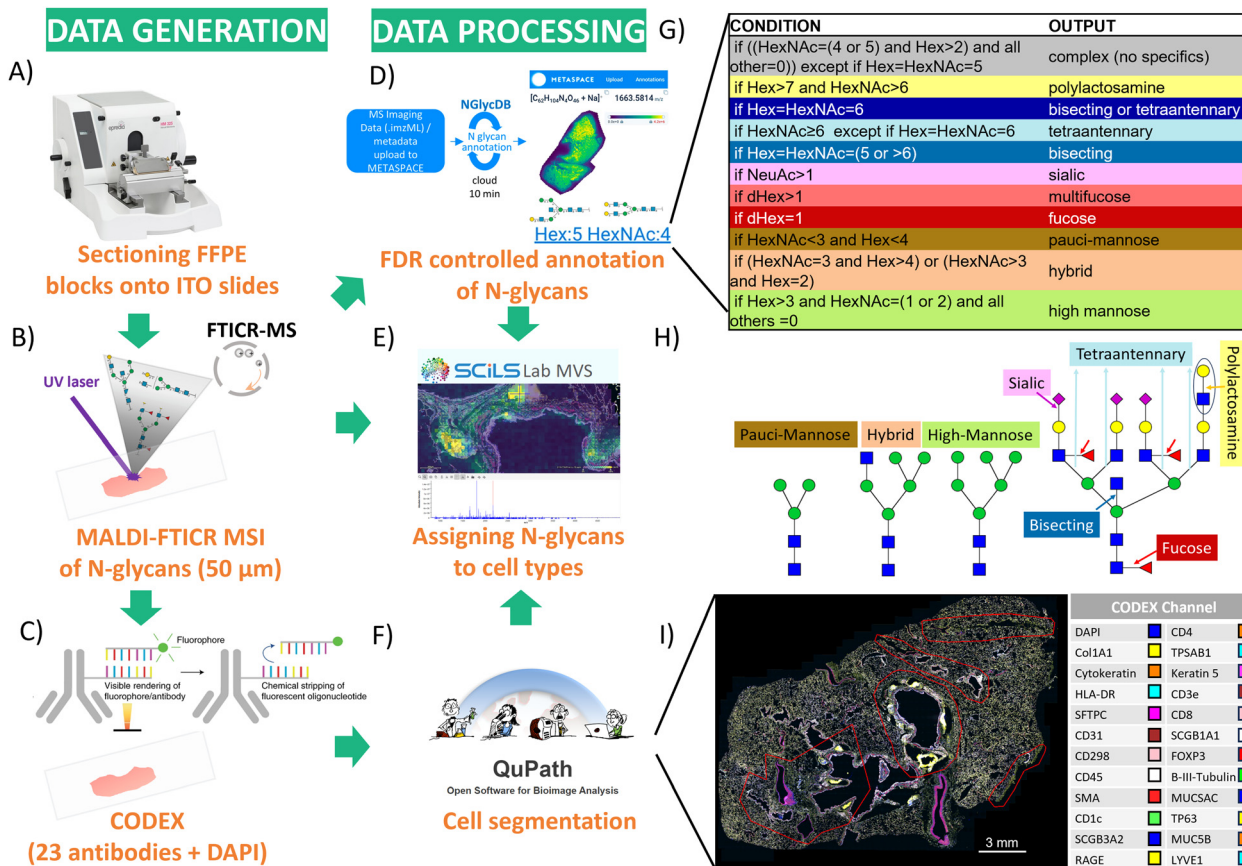 DATA GENERATION
DATA PROCESSING
A)
Sectioning FFPE
blocks onto ITO slides
B)
FTICR-MS
UV laser
MALDI-FTICR MSI
of N-glycans (50 µm)
C)
Fluorophore
Visible rendering of
fluorophore/antibody
Chemical stripping of
fluorescent oligonucleotide
CODEX
(23 antibodies + DAPI)
D)
MS Imaging
Data (.imzML) /
metadata
upload to
METASPACE
NGlycDB
N glycan
annotation
cloud
10 min
METASPACE Upload Annotations
[C62H104N4O46 + Na]+ 1663.5814 m/z
Hex:5 HexNAc:4
FDR controlled annotation
of N-glycans
E)
SCiLS Lab MVS
Assigning N-glycans
to cell types
F)
QuPath
Open Software for Bioimage Analysis
Cell segmentation
G)
CONDITION OUTPUT
if ((HexNAc=(4 or 5) and Hex>2) and all
other=0)) except if Hex=HexNAc=5 complex (no specifics)
if Hex>7 and HexNAc>6 polylactosamine
if Hex=HexNAc=6 bisecting or tetraantennary
if HexNAc≥6 except if Hex=HexNAc=6 tetraantennary
if Hex=HexNAc=(5 or >6) bisecting
if NeuAc>1 sialic
if dHex>1 multifucose
if dHex=1 fucose
if HexNAc<3 and Hex<4 pauci-mannose
if (HexNAc=3 and Hex>4) or (HexNAc>3
and Hex=2) hybrid
if Hex>3 and HexNAc=(1 or 2) and all
others =0 high mannose
H)
Tetraantennary
Sialic
Polylactosamine
Pauci-Mannose
Hybrid
High-Mannose
Bisecting
Fucose
I)
3 mm
CODEX Channel
DAPI CD4
Col1A1 TPSAB1
Cytokeratin Keratin 5
HLA-DR CD3e
SFTPC CD8
CD31 SCGB1A1
CD298 FOXP3
CD45 B-III-Tubulin
SMA MUCSAC
CD1c TP63
SCGB3A2 MUC5B
RAGE LYVE1